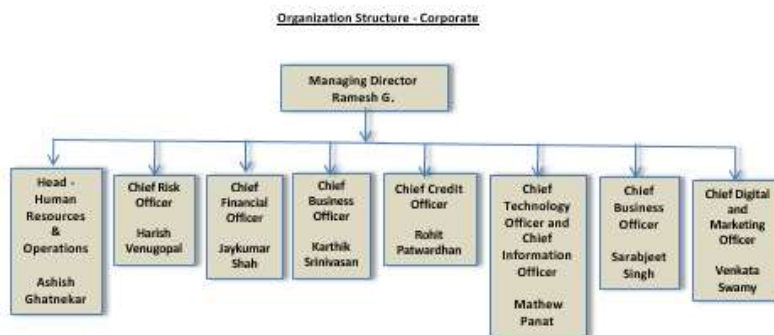 Organization Structure - Corporate
Managing Director
Ramesh G.
Head -
Human
Resources
&
Operations
Ashish
Ghatnekar
Chief Risk
Officer
Harish
Venugopal
Chief
Financial
Officer
Jaykumar
Shah
Chief
Business
Officer
Karthik
Srinivasan
Chief Credit
Officer
Rohit
Patwardhan
Chief
Technology
Officer and
Chief
Information
Officer
Mathew
Panat
Chief
Business
Officer
Sarabjeet
Singh
Chief Digital
and
Marketing
Officer
Venkata
Swamy